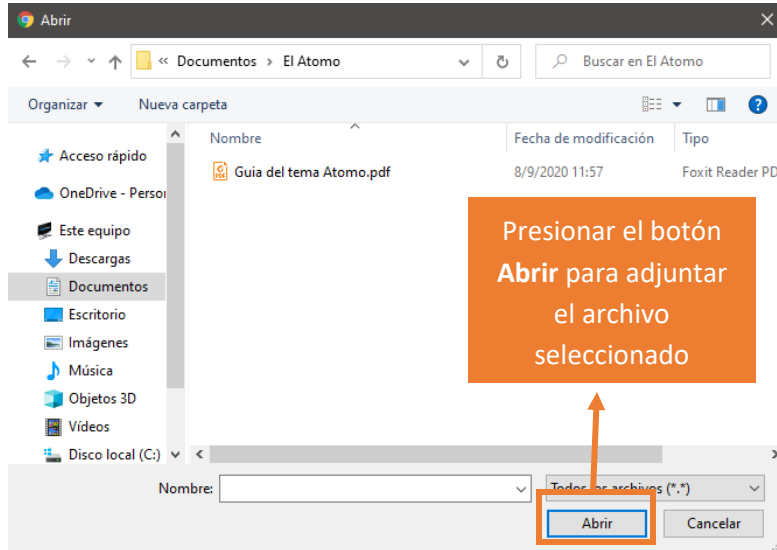 Abrir
« Documentos › El Atomo
Buscar en El Atomo
Organizar
Nueva carpeta
Nombre
Fecha de modificación
Tipo
Acceso rápido
Guia del tema Atomo.pdf
8/9/2020 11:57
Foxit Reader PD
OneDrive - Person
Este equipo
Descargas
Documentos
Escritorio
Imágenes
Música
Objetos 3D
Vídeos
Disco local (C:)
Presionar el botón
Abrir para adjuntar
el archivo
seleccionado
Nombre:
Todos los archivos (*.*)
Abrir
Cancelar